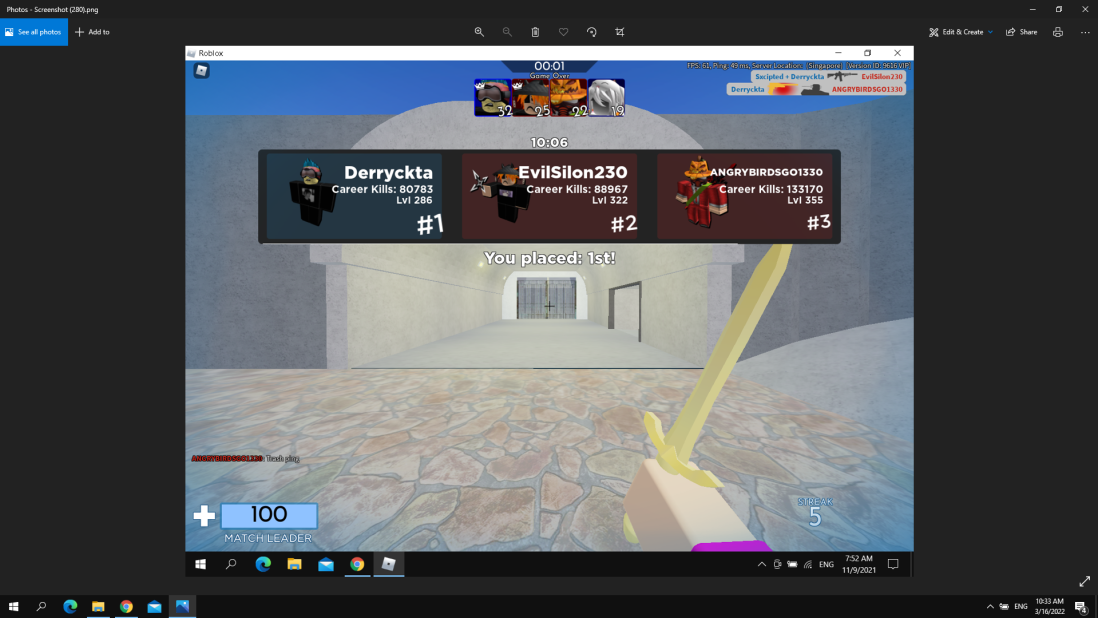 Photos - Screenshot (280).png
See all photos
Add to
Edit & Create
Share
Roblox
00:01
Game Over
FPS: 61, Ping: 49 ms, Server Location: (Singapore) Version ID: 9616 VIP
32
25
22
19
Sxcipted + Derryckta EvilSilon230
Derryckta ANGRYBIRDSGO1330
10:06
Derryckta
Career Kills: 80783
Lvl 286
#1
EvilSilon230
Career Kills: 88967
Lvl 322
#2
ANGRYBIRDSGO1330
Career Kills: 133170
Lvl 355
#3
You placed: 1st!
ANGRYBIRDSGO1330: Trash ping
100
MATCH LEADER
STREAK
5
ENG
7:52 AM
11/9/2021
ENG
10:33 AM
3/16/2022
4